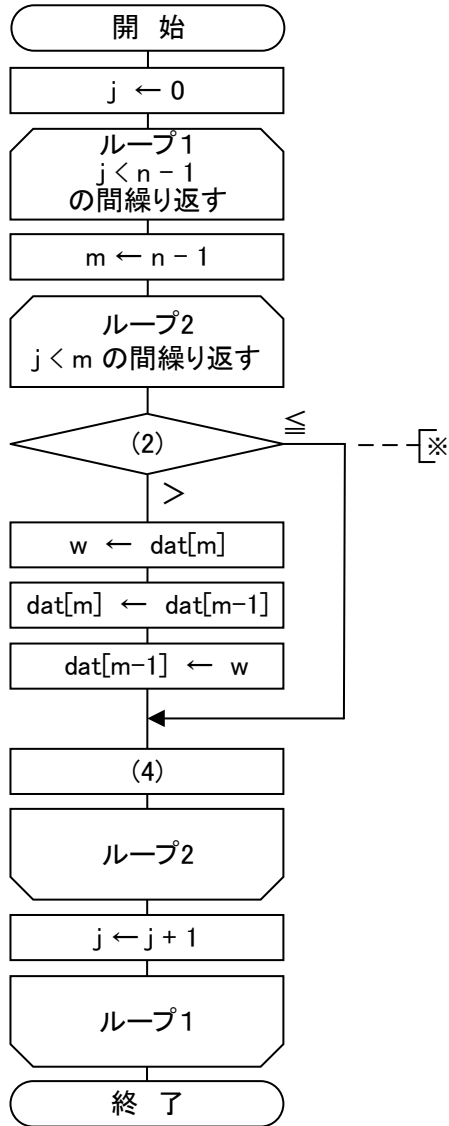 開 始
j ← 0
ループ1
j < n - 1
の間繰り返す
m ← n - 1
ループ2
j < m の間繰り返す
(2)
≦
※
>
w ← dat[m]
dat[m] ← dat[m-1]
dat[m-1] ← w
(4)
ループ2
j ← j + 1
ループ1
終 了